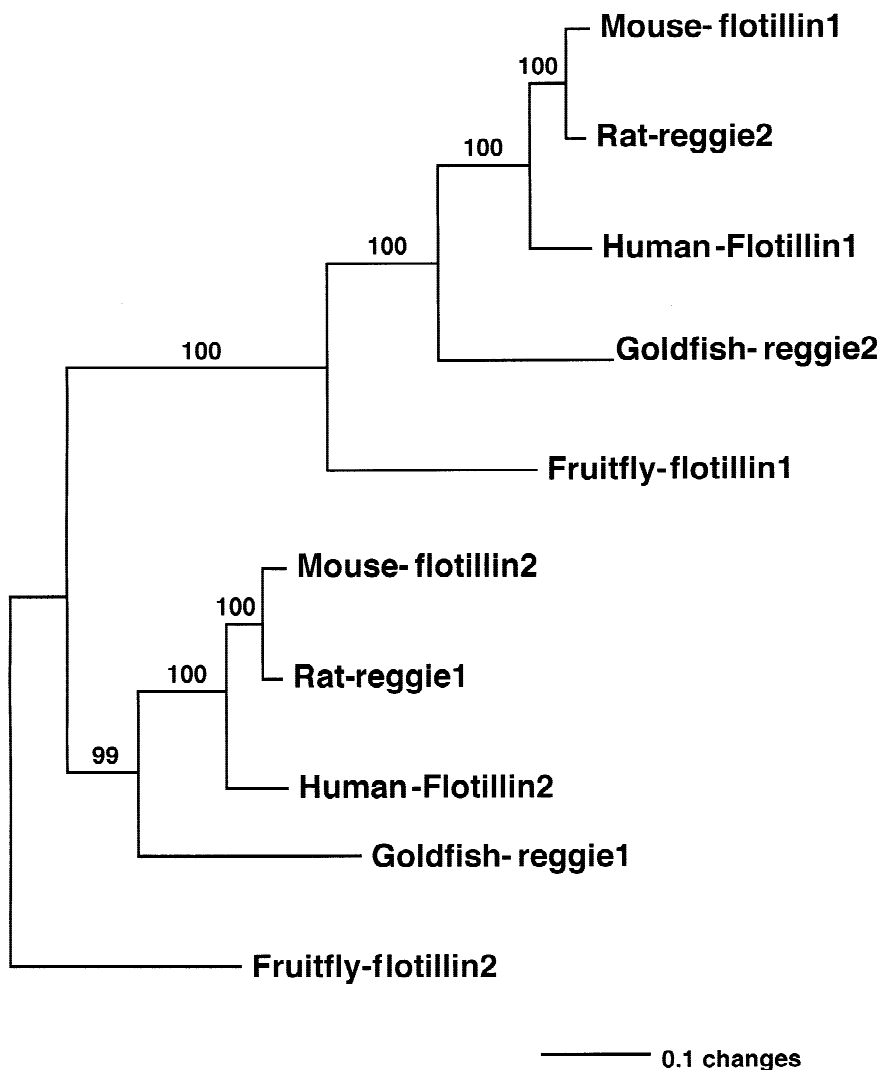 Mouse-flotillin1
100
Rat-reggie2
100
Human-Flotillin1
100
Goldfish-reggie2
100
Fruitfly-flotillin1
Mouse-flotillin2
100
Rat-reggie1
100
99
Human-Flotillin2
Goldfish-reggie1
Fruitfly-flotillin2
0.1 changes